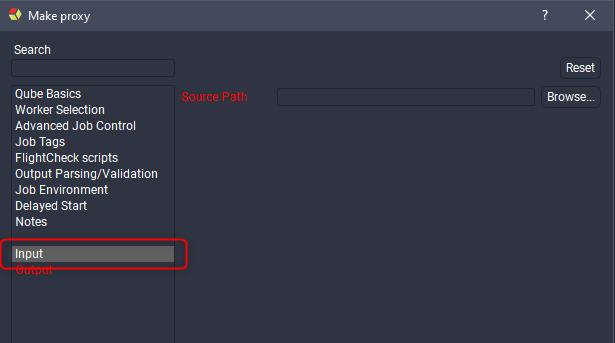 Make proxy
Search
Reset
Source Path
Browse...
Qube Basics
Worker Selection
Advanced Job Control
Job Tags
FlightCheck scripts
Output Parsing/Validation
Job Environment
Delayed Start
Notes
Input
Output